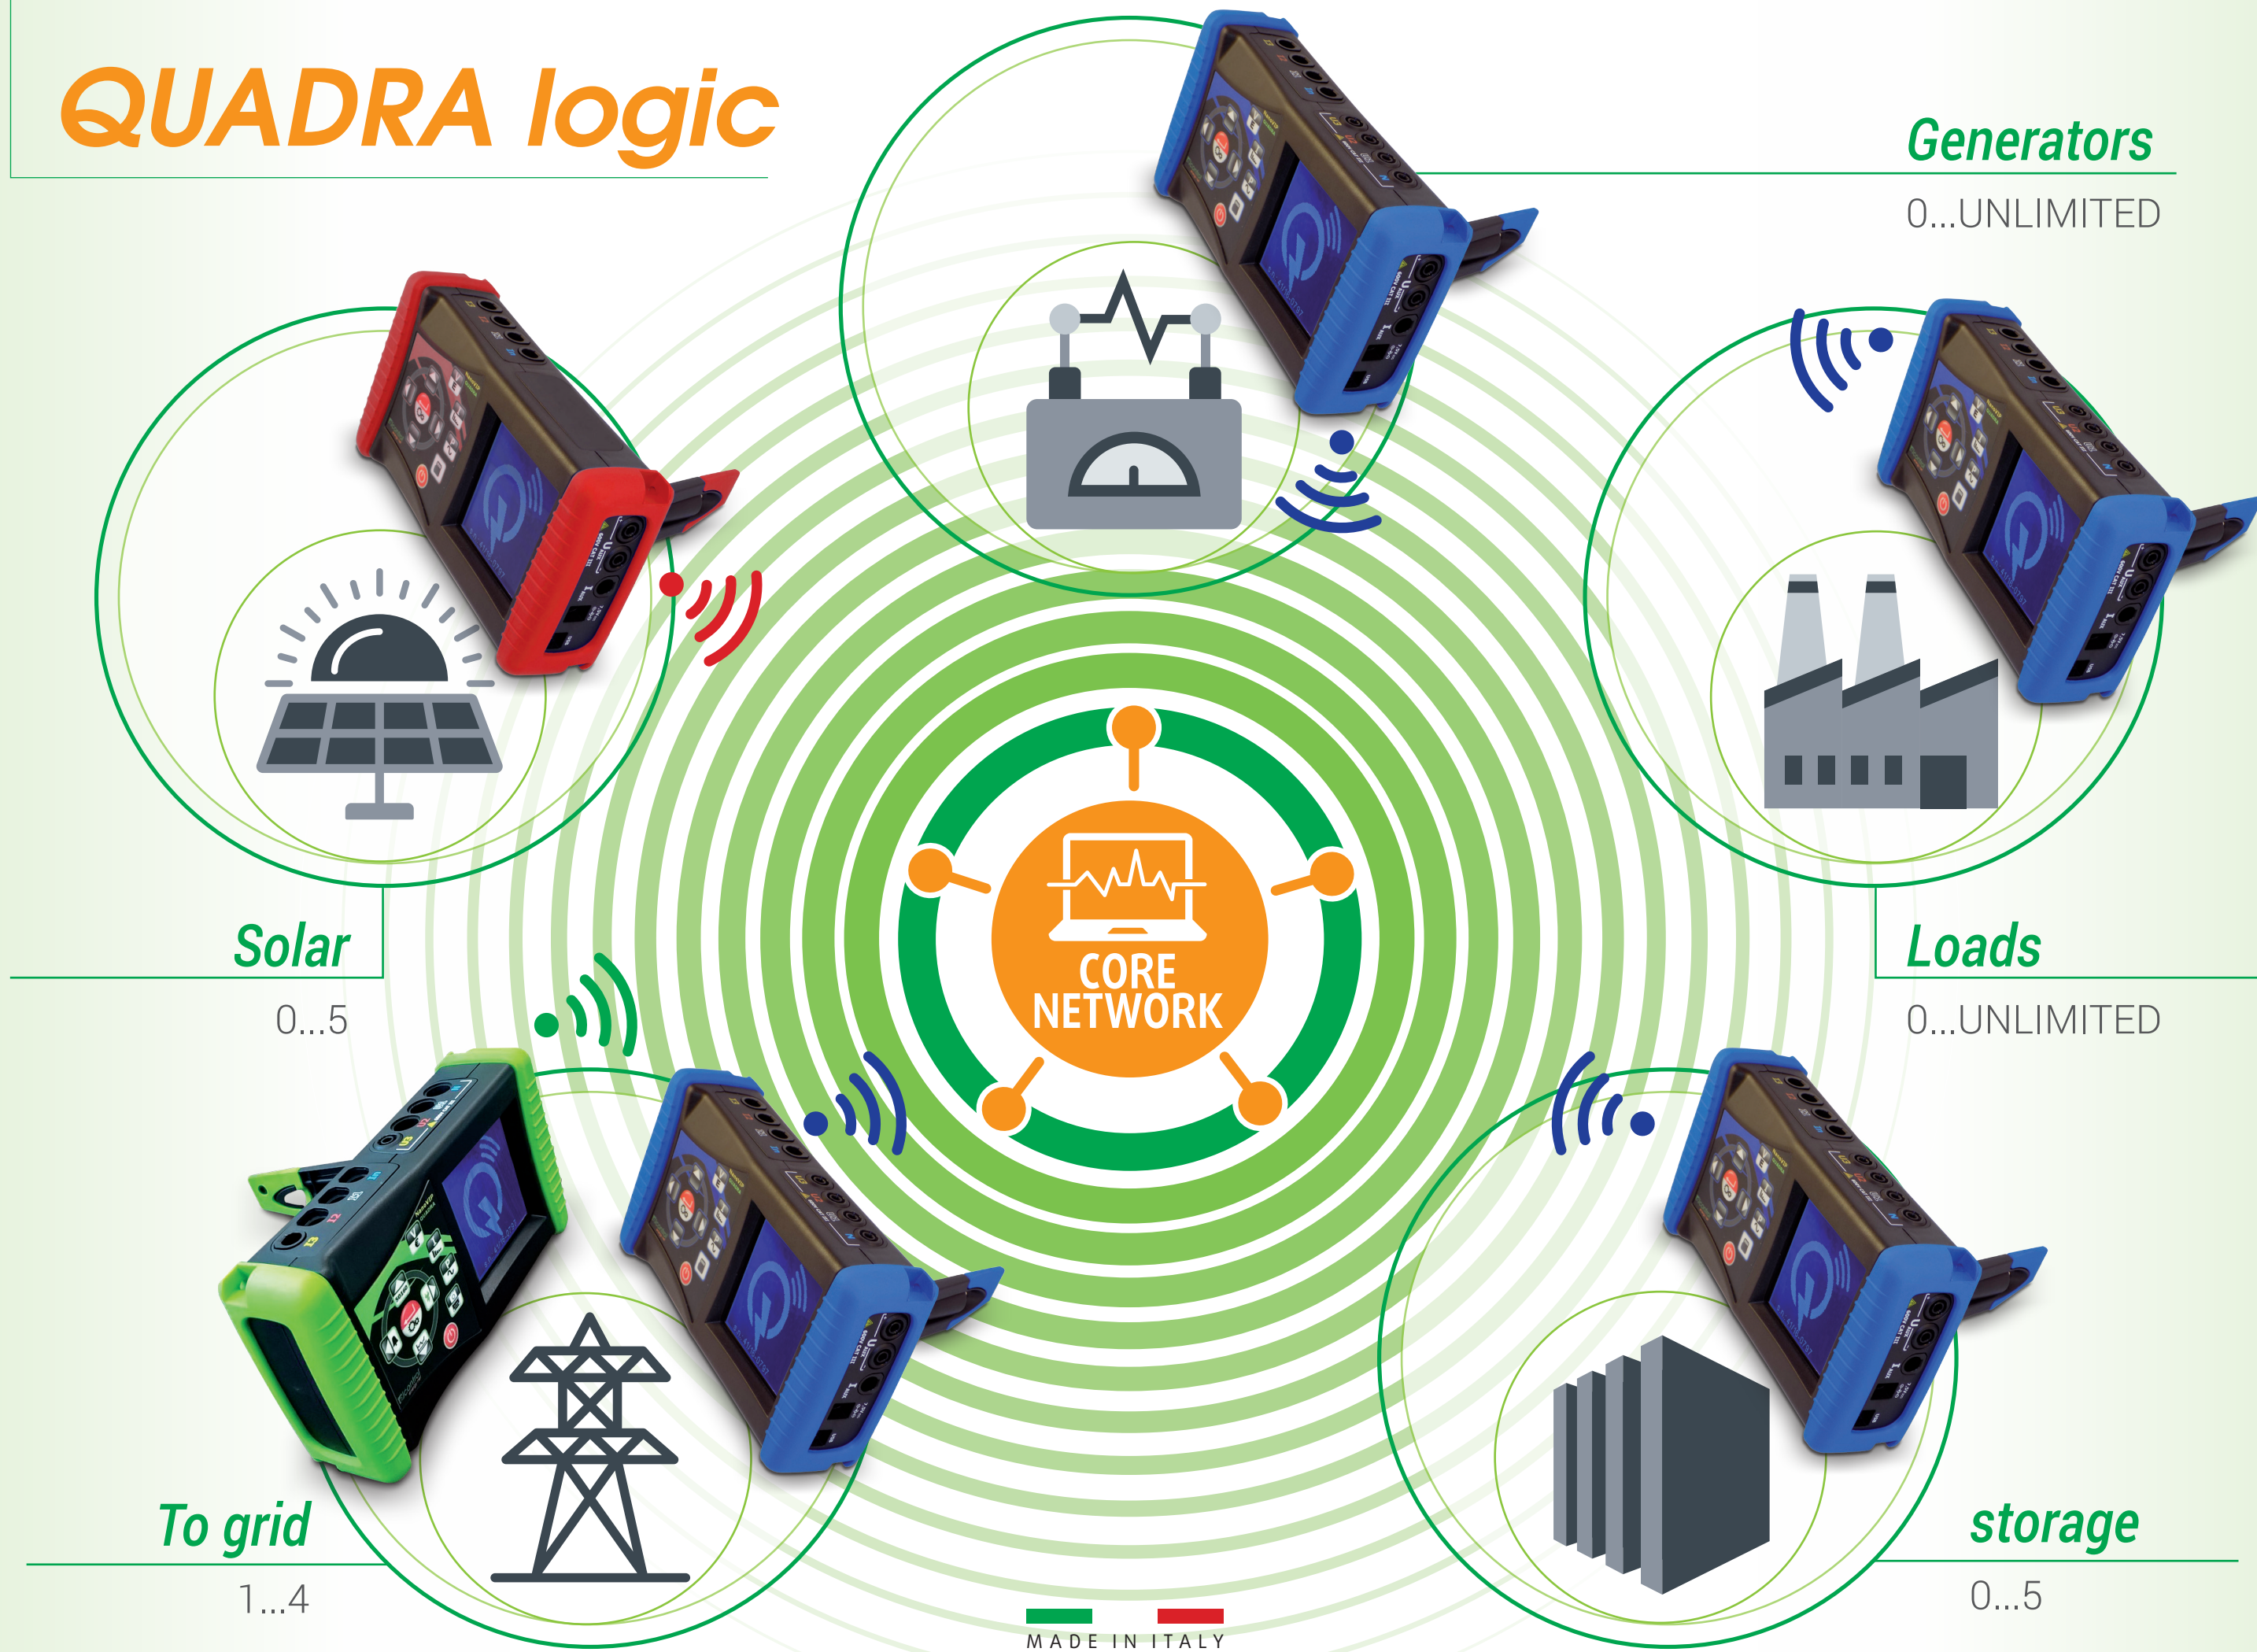 QUADRA logic
Generators
0...UNLIMITED
Solar
0...5
CORE
NETWORK
Loads
0...UNLIMITED
To grid
1...4
storage
0...5
MADE IN ITALY